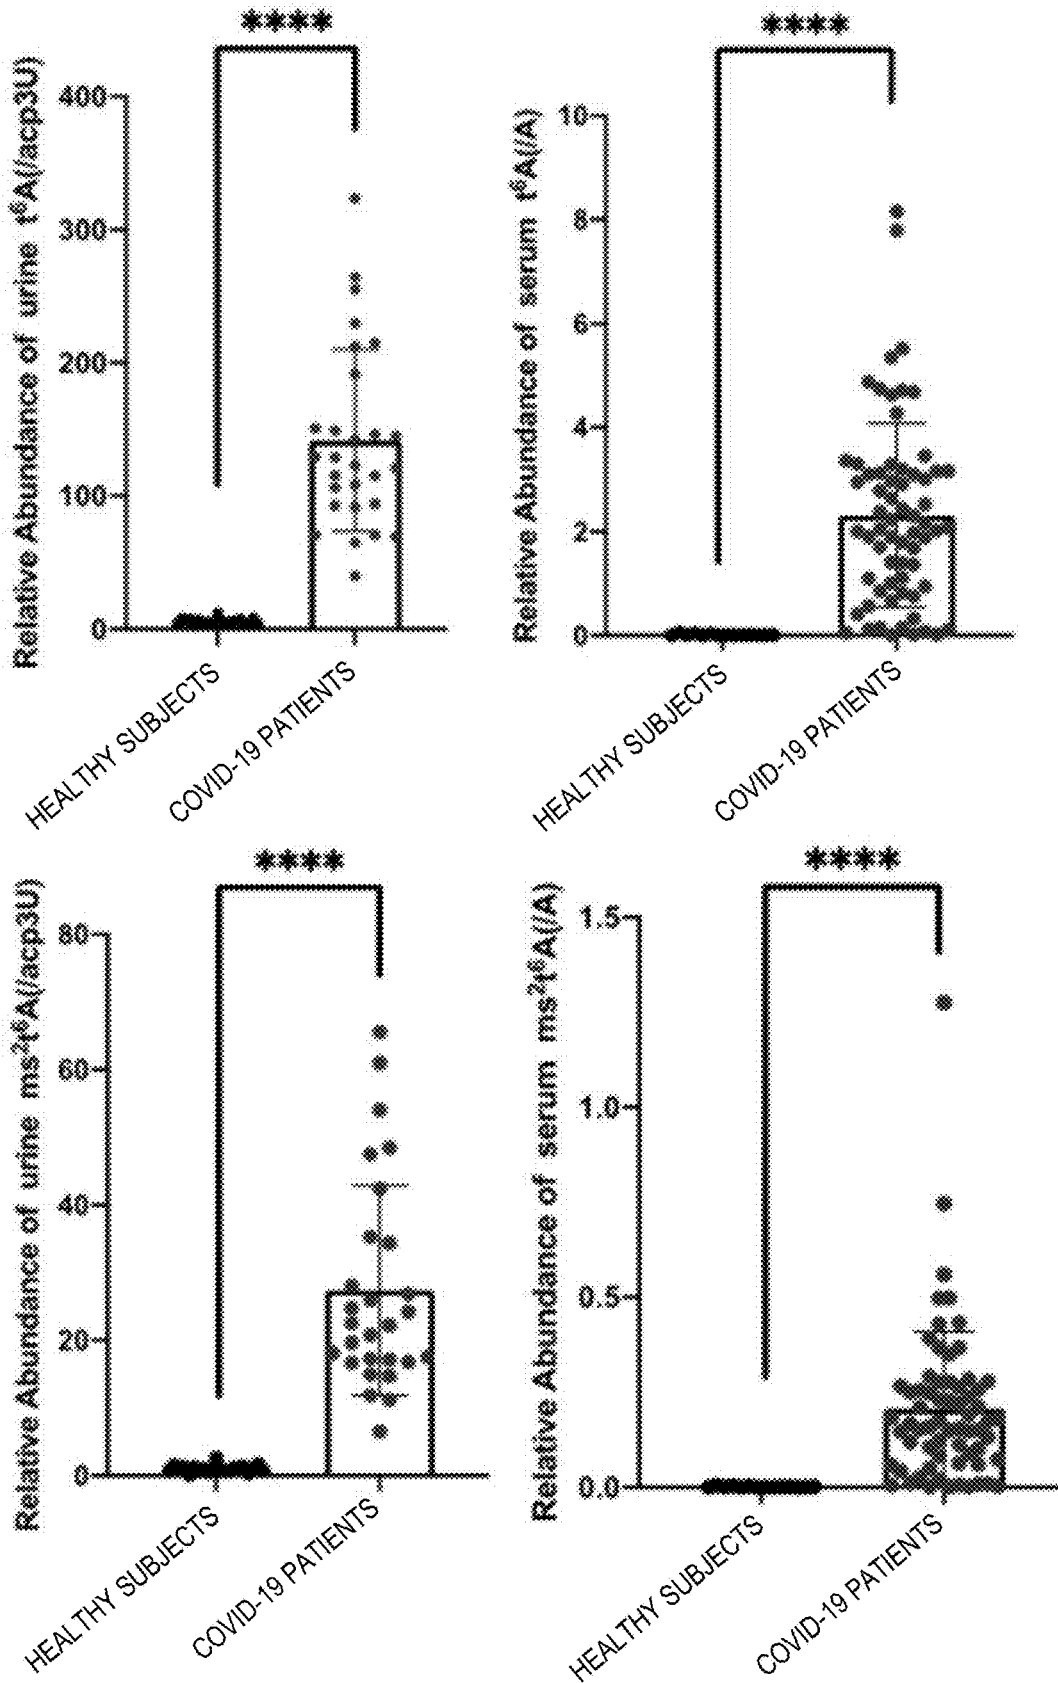 ****
Relative Abundance of urine t⁶A(/acp3U)
400
300
200
100
0
HEALTHY SUBJECTS
COVID-19 PATIENTS
****
Relative Abundance of serum t⁶A(/A)
10
8
6
4
2
0
HEALTHY SUBJECTS
COVID-19 PATIENTS
****
Relative Abundance of urine ms²t⁶A(/acp3U)
80
60
40
20
0
HEALTHY SUBJECTS
COVID-19 PATIENTS
****
Relative Abundance of serum ms²t⁶A(/A)
1.5
1.0
0.5
0.0
HEALTHY SUBJECTS
COVID-19 PATIENTS